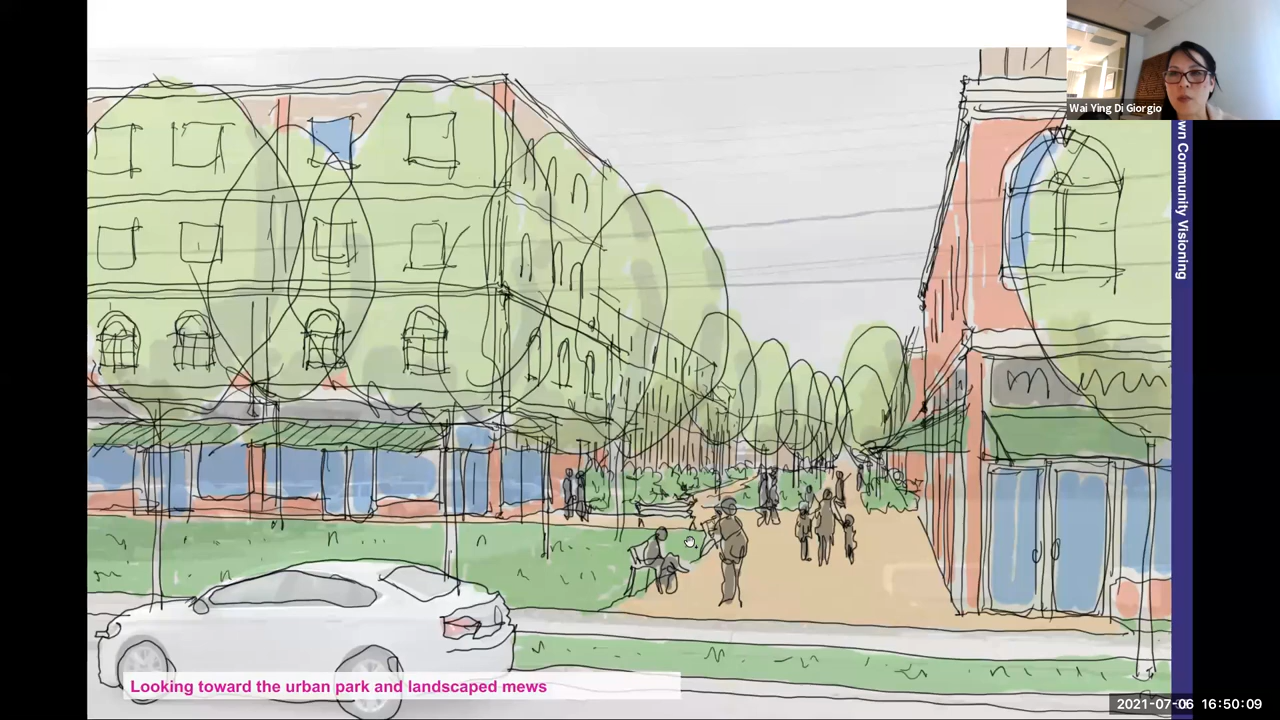 Wai Ying Di Giorgio
wn Community Visioning
Looking toward the urban park and landscaped mews
2021-07-06 16:50:09